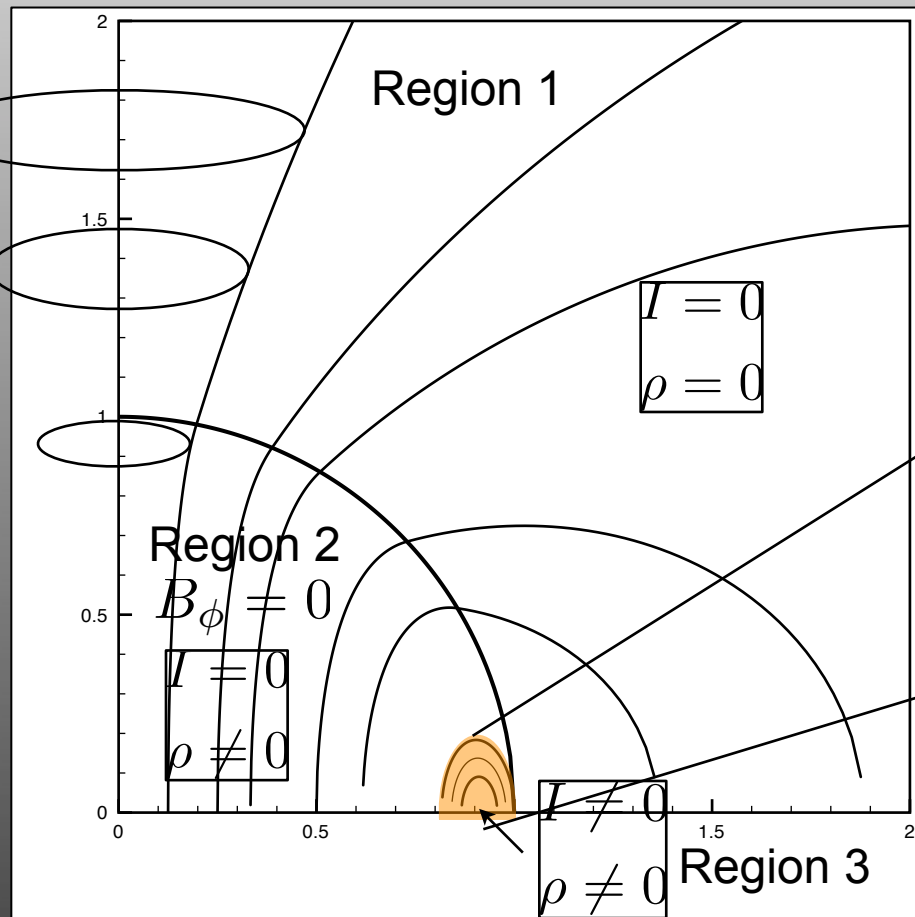 2
Region 1
1.5
I = 0
ρ = 0
1
Region 2
B_ϕ = 0
0.5
I = 0
ρ ≠ 0
I ≠ 0
ρ ≠ 0
Region 3
0
0 0.5 1.5 2